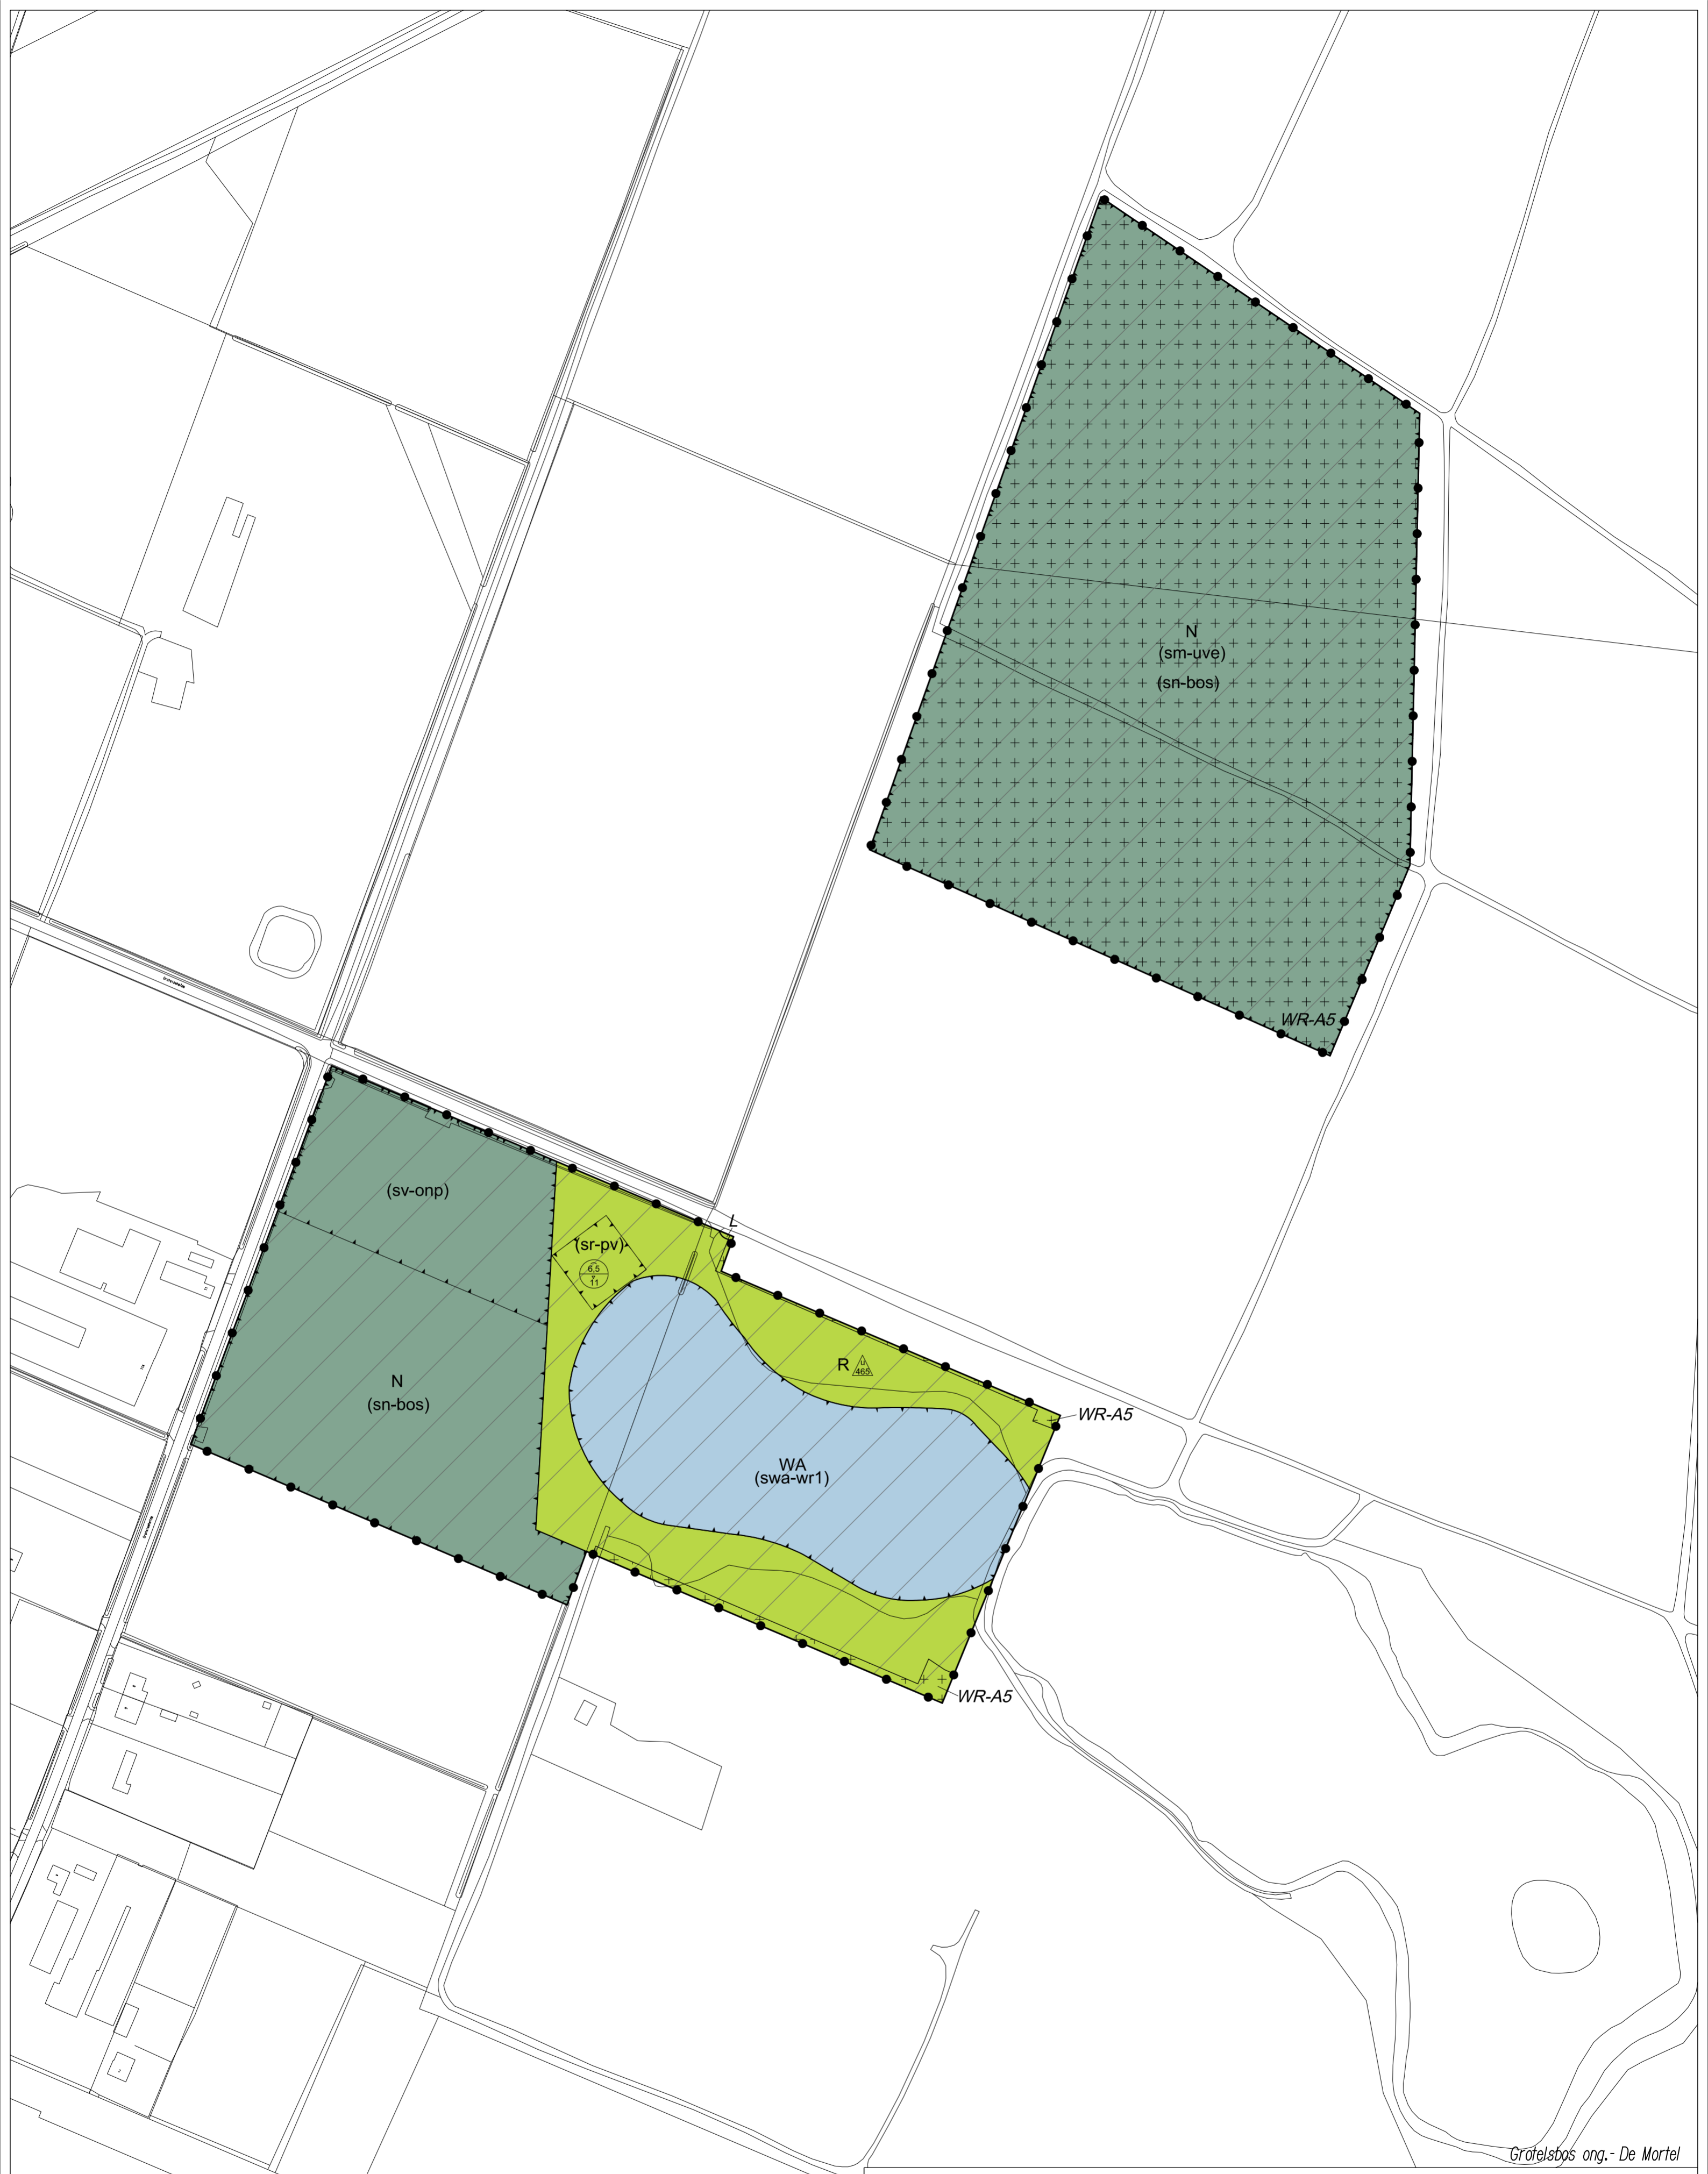 N
(sm-uve)
(sn-bos)
WR-A5
(sv-onp)
L
(sr-pv)
6,5
11
R
U
465
WR-A5
N
(sn-bos)
WA
(swa-wr1)
WR-A5
Grotelsbos ong.- De Mortel